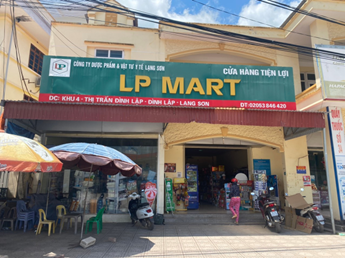 LP
CÔNG TY DƯỢC PHẨM & VẬT TƯ Y TẾ LẠNG SƠN
CỬA HÀNG TIỆN LỢI
LP MART
ĐC: KHU 4 - THỊ TRẤN ĐÌNH LẬP - ĐÌNH LẬP - LẠNG SƠN
ĐT:02053 846 420